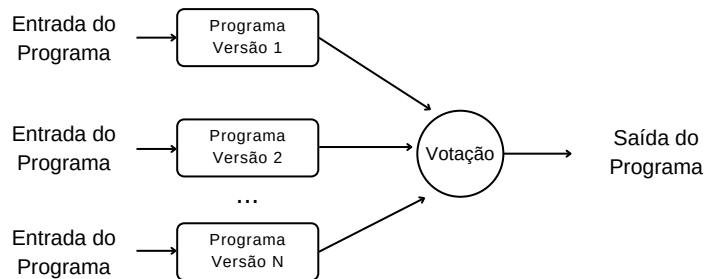 Entrada do
Programa
Programa
Versão 1
Entrada do
Programa
Programa
Versão 2
Votação
Saída do
Programa
...
Entrada do
Programa
Programa
Versão N